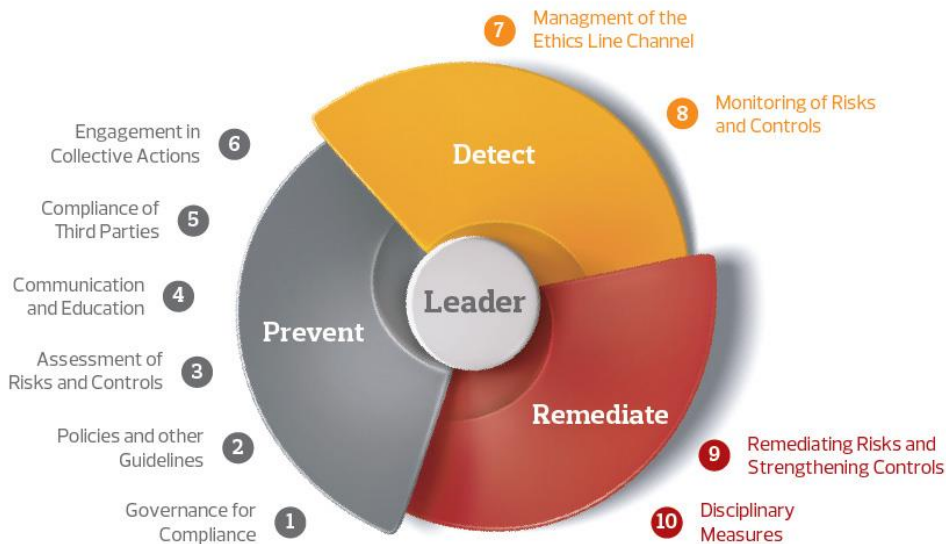 7
Managment of the
Ethics Line Channel
8
Monitoring of Risks
and Controls
6
Engagement in
Collective Actions
Detect
5
Compliance of
Third Parties
4
Communication
and Education
Leader
Prevent
3
Assessment of
Risks and Controls
Remediate
2
Policies and other
Guidelines
9
Remediating Risks and
Strengthening Controls
1
Governance for
Compliance
10
Disciplinary
Measures